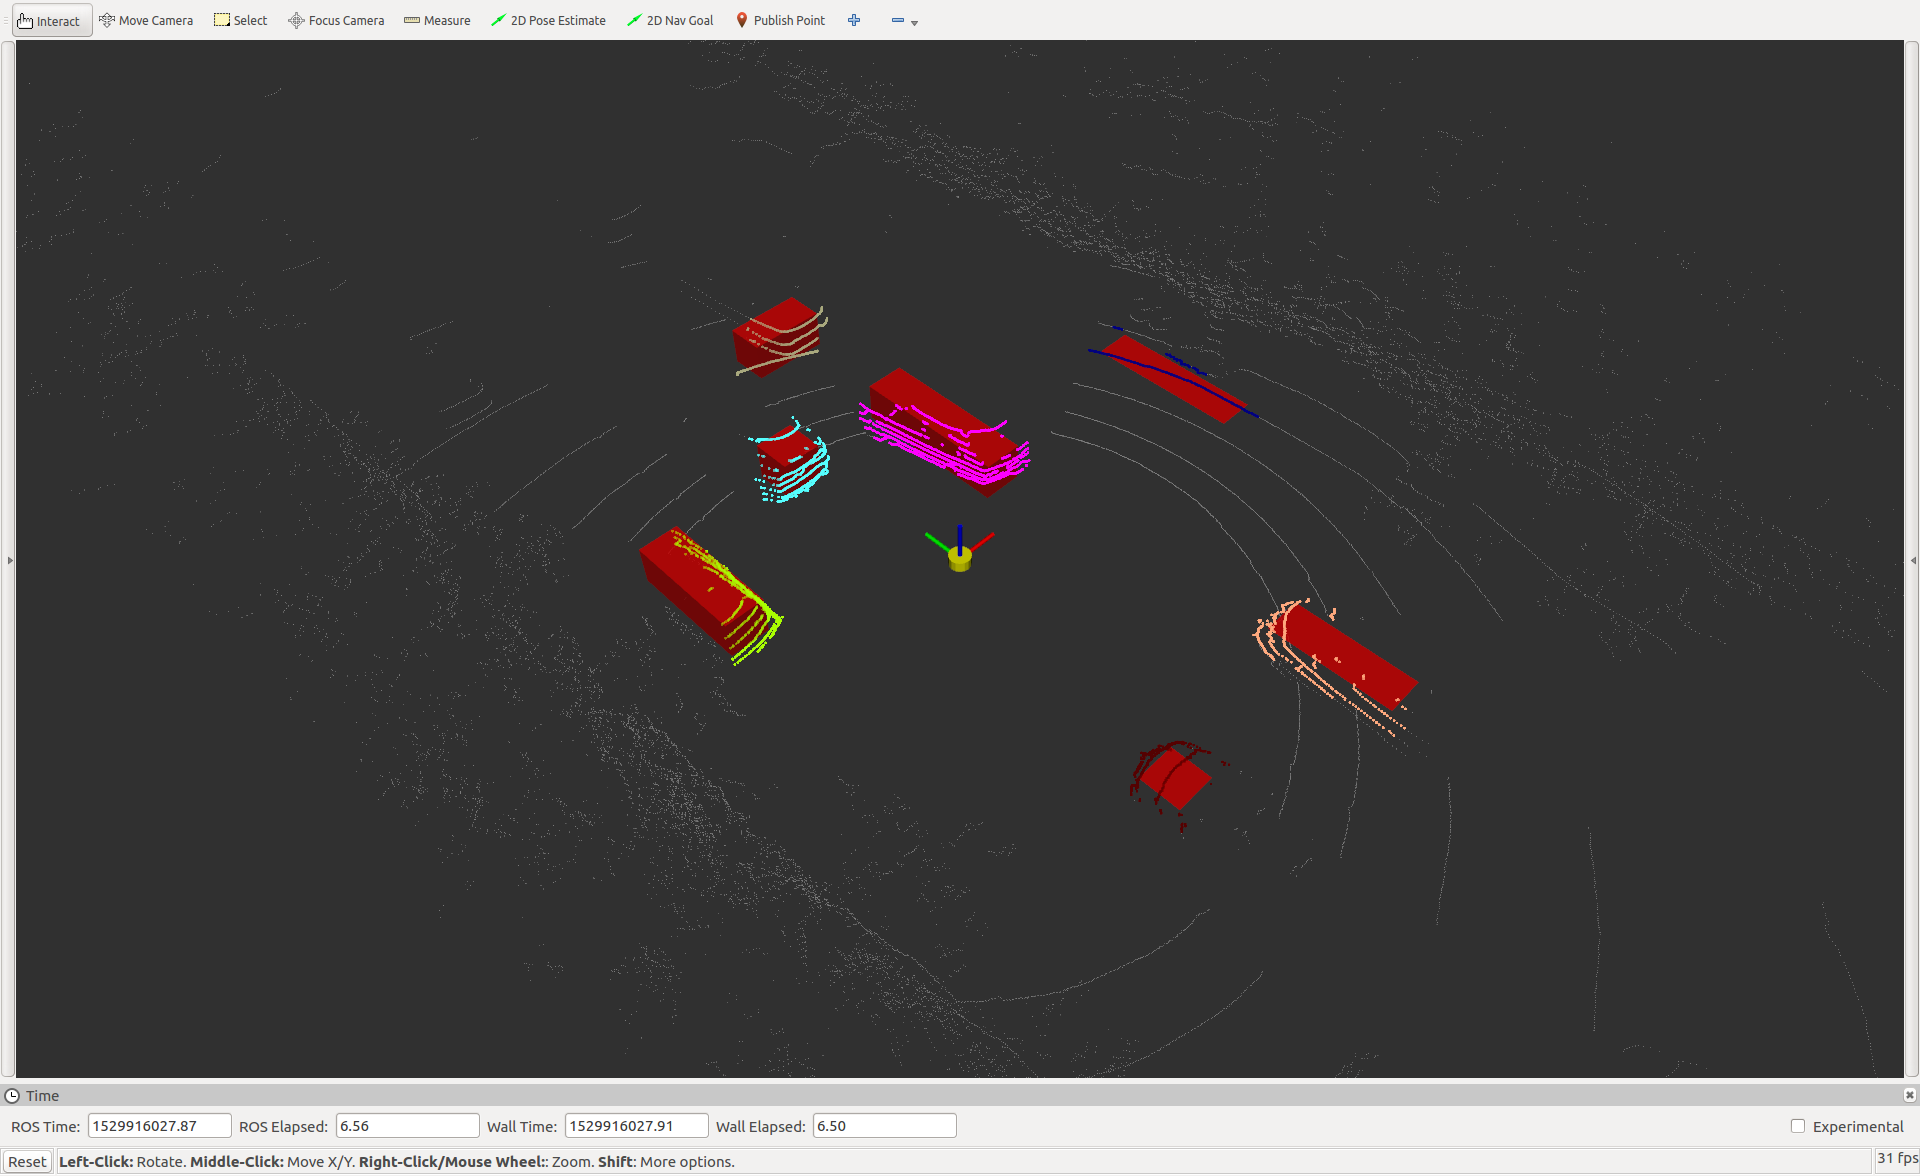 Interact Move Camera Select Focus Camera Measure 2D Pose Estimate 2D Nav Goal Publish Point
Time
ROS Time: 1529916027.87 ROS Elapsed: 6.56 Wall Time: 1529916027.91 Wall Elapsed: 6.50 Experimental
Reset Left-Click: Rotate. Middle-Click: Move X/Y. Right-Click/Mouse Wheel:: Zoom. Shift: More options. 31 fps